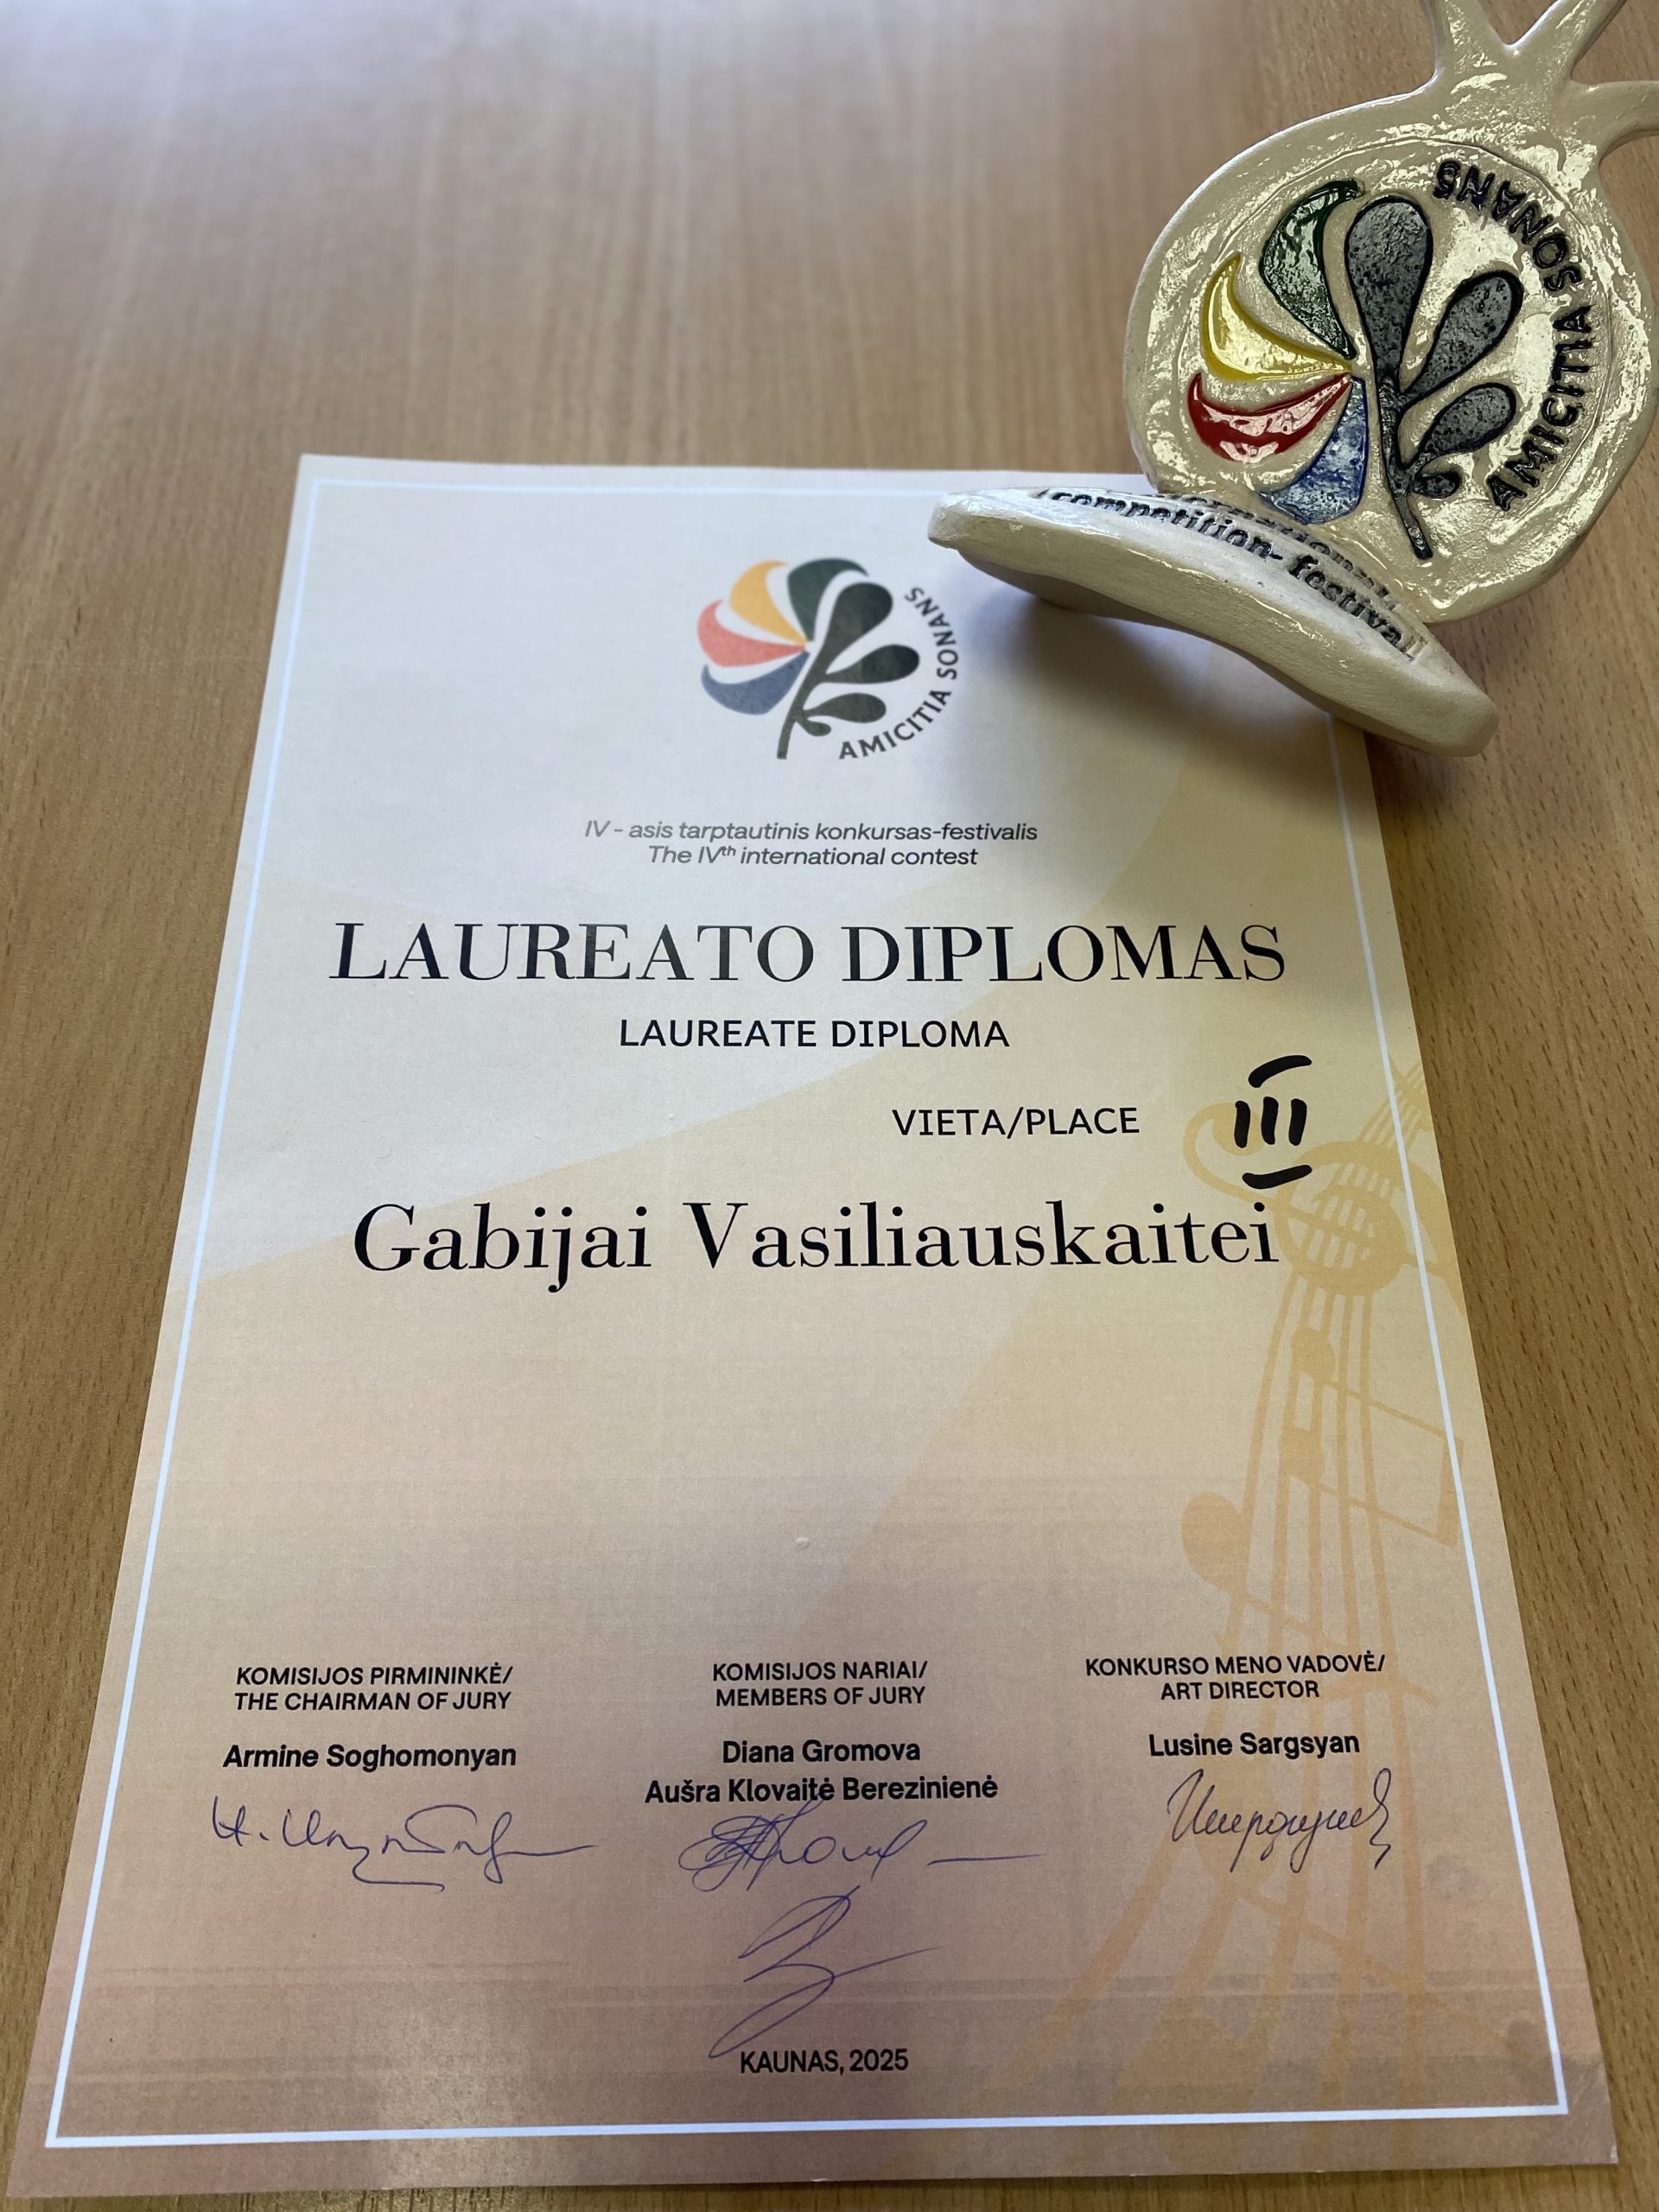 AMICITIA SONANS
competition- festival
AMICITIA SONANS
IV - asis tarptautinis konkursas-festivalis
The IVth international contest
LAUREATO DIPLOMAS
LAUREATE DIPLOMA
VIETA/PLACE III
Gabijai Vasiliauskaitei
KOMISIJOS PIRMININKĖ/
THE CHAIRMAN OF JURY
Armine Soghomonyan
KOMISIJOS NARIAI/
MEMBERS OF JURY
Diana Gromova
Aušra Klovaitė Berezinienė
KONKURSO MENO VADOVĖ/
ART DIRECTOR
Lusine Sargsyan
KAUNAS, 2025